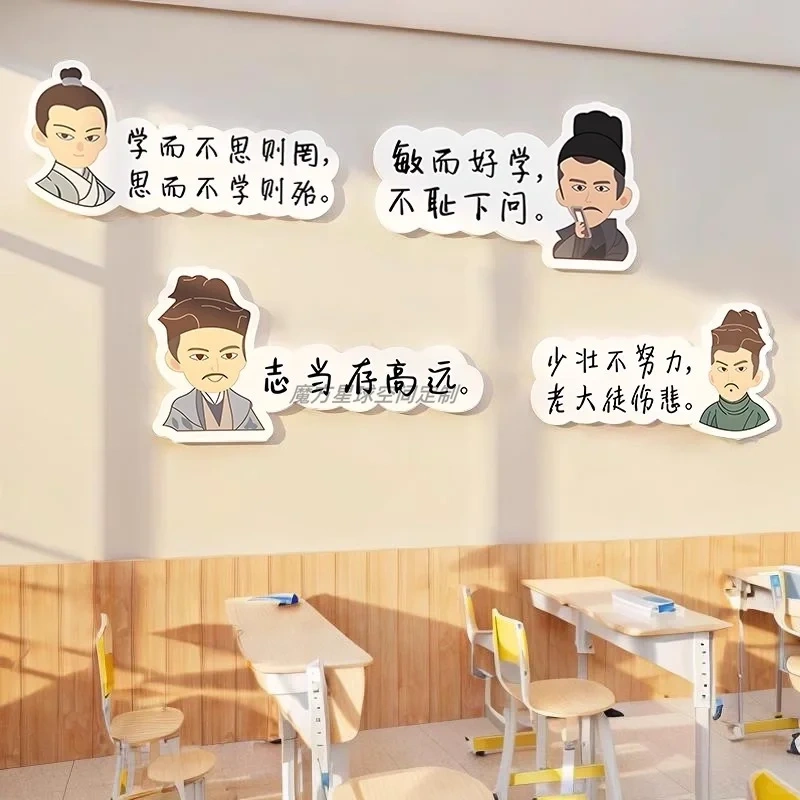 学而不思则罔，
思而不学则殆。
敏而好学，
不耻下问。
志当存高远。
魔方星球空间定制
少壮不努力，
老大徒伤悲。